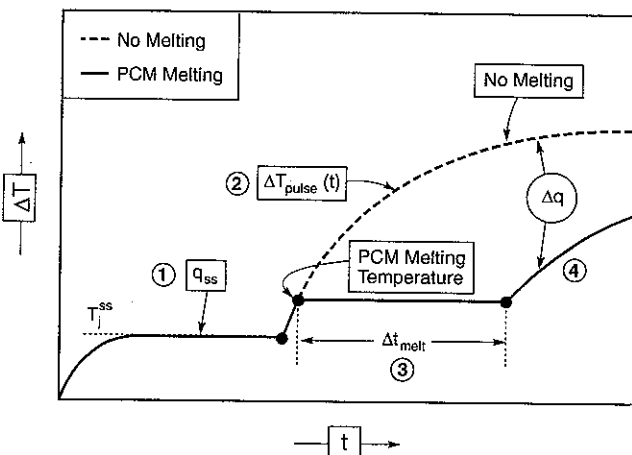 No Melting
PCM Melting
No Melting
② ΔT_pulse (t)
ΔT
Δq
① q_ss
PCM Melting
Temperature
④
T_j^ss
Δt_melt
③
t